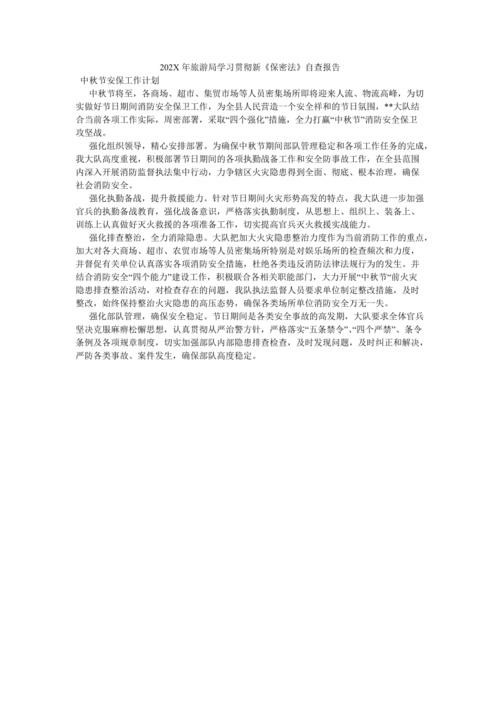 202X 年旅游局学习贯彻新《保密法》自查报告
中秋节安保工作计划
中秋节将至，各商场、超市、集贸市场等人员密集场所即将迎来人流、物流高峰，为切
实做好节日期间消防安全保卫工作，为全县人民营造一个安全祥和的节日氛围，**大队结
合当前各项工作实际，周密部署，采取“四个强化”措施，全力打赢“中秋节”消防安全保卫
攻坚战。
强化组织领导，精心安排部署。为确保中秋节期间部队管理稳定和各项工作任务的完成，
我大队高度重视，积极部署节日期间的各项执勤战备工作和安全防事故工作，在全县范围
内深入开展消防监督执法集中行动，力争辖区火灾隐患得到全面、彻底、根本治理，确保
社会消防安全。
强化执勤备战，提升救援能力。针对节日期间火灾形势高发的特点，我大队进一步加强
官兵的执勤备战教育，强化战备意识，严格落实执勤制度，从思想上、组织上、装备上、
训练上认真做好灭火救援的各项准备工作，切实提高官兵灭火救援实战能力。
强化排查整治，全力消除隐患。大队把加大火灾隐患整治力度作为当前消防工作的重点，
加大对各大商场、超市、农贸市场等人员密集场所特别是对娱乐场所的检查频次和力度，
并督促有关单位认真落实各项消防安全措施，杜绝各类违反消防法律法规行为的发生。并
结合消防安全“四个能力”建设工作，积极联合各相关职能部门，大力开展“中秋节”前火灾
隐患排查整治活动，对检查存在的问题，我队执法监督人员要求单位制定整改措施，及时
整改，始终保持整治火灾隐患的高压态势，确保各类场所单位消防安全万无一失。
强化部队管理，确保安全稳定。节日期间是各类安全事故的高发期，大队要求全体官兵
坚决克服麻痹松懈思想，认真贯彻从严治警方针，严格落实“五条禁令”、“四个严禁”、条令
条例及各项规章制度，切实加强部队内部隐患排查检查，及时发现问题，及时纠正和解决，
严防各类事故、案件发生，确保部队高度稳定。